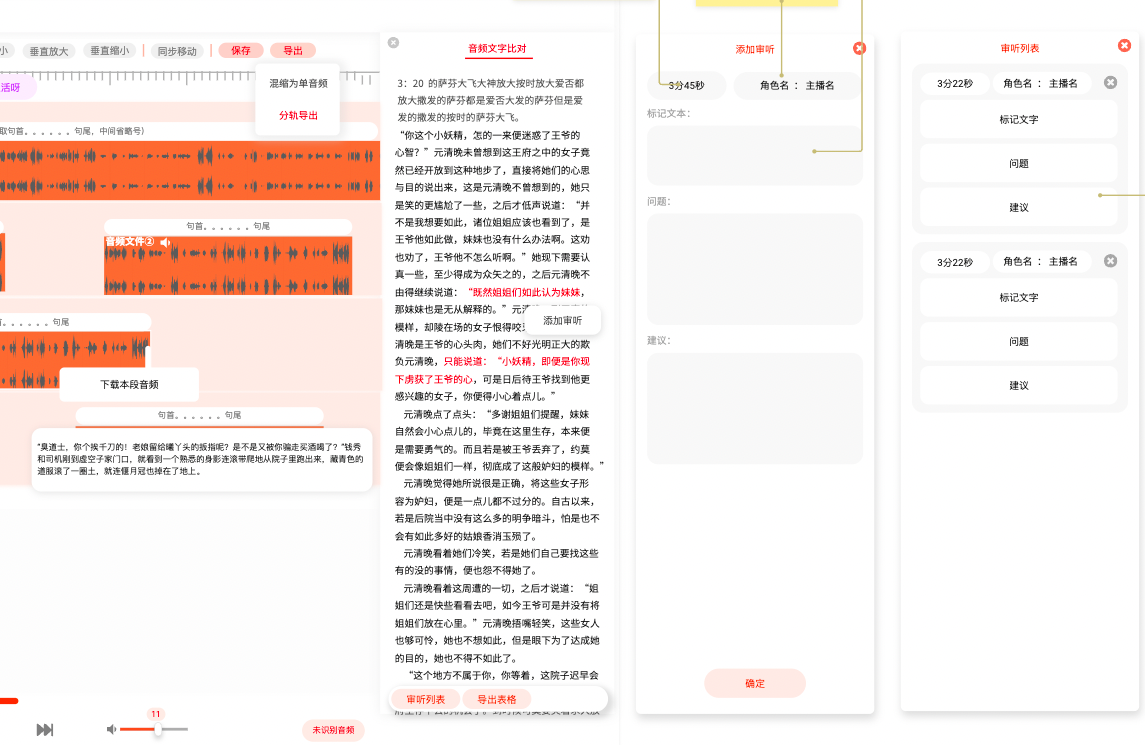 小
垂直放大
垂直缩小
同步移动
保存
导出
混缩为单音频
分轨导出
活呀
取句首。。。。。。句尾，中间省略号）
句首。。。。。。句尾
音频文件②
。。。。。。句尾
下载本段音频
句首。。。。。。句尾
“臭道士，你个挨千刀的！老娘留给曦丫头的扳指呢？是不是又被你骗走买酒喝了？”钱秀
和司机刚到虚空子家门口，就看到一个熟悉的身影连滚带爬地从院子里跑出来，藏青色的
道服滚了一圈土，就连偃月冠也掉在了地上。
11
未识别音频
音频文字比对
3：20 的萨芬大飞大神放大按时放大爱否都
放大撒发的萨芬都是爱否大发的萨芬但是爱
发的撒发的按时的萨芬大飞。
“你这个小妖精，怎的一来便迷惑了王爷的
心智？”元清晚未曾想到这王府之中的女子竟
然已经开放到这种地步了，直接将她们的心思
与目的说出来，这是元清晚不曾想到的，她只
是笑的更尴尬了一些，之后才低声说道：“并
不是我想要如此，诸位姐姐应该也看到了，是
王爷他如此做，妹妹也没有什么办法啊。这劝
也劝了，王爷他不怎么听啊。”她现下需要认
真一些，至少得成为众矢之的，之后元清晚不
由得继续说道：“既然姐姐们如此认为妹妹，
那妹妹也是无从解释的。”元
模样，却陵在场的女子恨得咬
添加审听
清晚是王爷的心头肉，她们不好光明正大的欺
负元清晚，只能说道：“小妖精，即便是你现
下虏获了王爷的心，可是日后待王爷找到他更
感兴趣的女子，你便得小心着点儿。”
元清晚点了点头：“多谢姐姐们提醒，妹妹
自然会小心点儿的，毕竟在这里生存，本来便
是需要勇气的。而且若是被王爷丢弃了，约莫
便会像姐姐们一样，彻底成了这般妒妇的模样。”
元清晚觉得她所说很是正确，将这些女子形
容为妒妇，便是一点儿都不过分的。自古以来，
若是后院当中没有这么多的明争暗斗，怕是也不
会有如此多好的姑娘香消玉殒了。
元清晚看着她们冷笑，若是她们自己要找这些
有的没的事情，便也怨不得她了。
元清晚看着这周遭的一切，之后才说道：“姐
姐们还是快些看看去吧，如今王爷可是并没有将
姐姐们放在心里。”元清晚捂嘴轻笑，这些女人
也够可怜，她也不想如此，但是眼下为了达成她
的目的，她也不得不如此了。
“这个地方不属于你，你等着，这院子迟早会
审听列表
导出表格
添加审听
3分45秒
角色名 ： 主播名
标记文本：
问题：
建议：
确定
审听列表
3分22秒
角色名 ： 主播名
标记文字
问题
建议
3分22秒
角色名 ： 主播名
标记文字
问题
建议